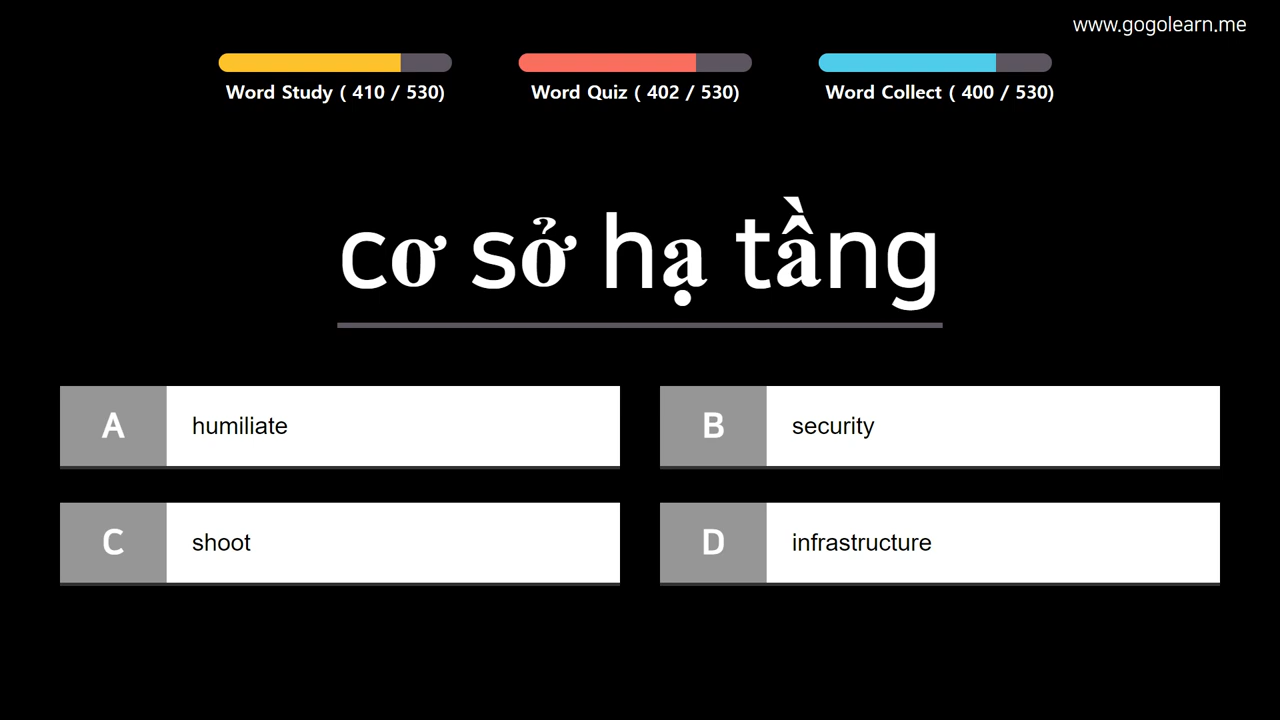 www.gogolearn.me
Word Study ( 410 / 530)
Word Quiz ( 402 / 530)
Word Collect ( 400 / 530)
cơ sở hạ tầng
A humiliate
B security
C shoot
D infrastructure